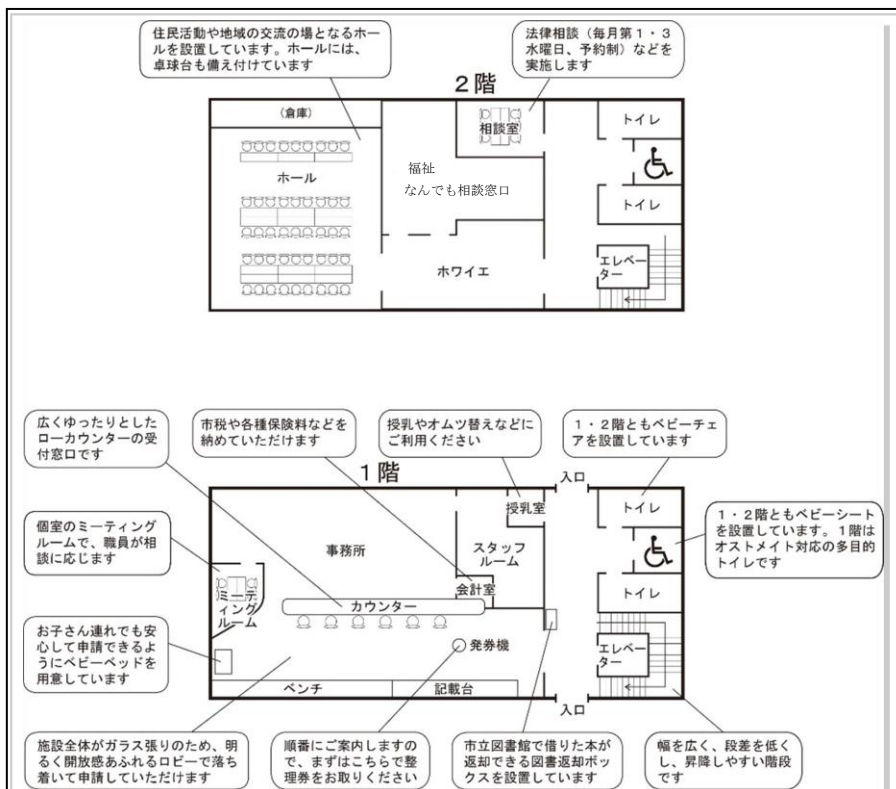 住民活動や地域の交流の場となるホー
ルを設置しています。ホールには、
卓球台も備え付けています
法律相談（毎月第１・３
水曜日、予約制）などを
実施します
２階
（倉庫）
相談室
トイレ
ホール
福祉
なんでも相談窓口
トイレ
ホワイエ
エレベー
ター
広くゆったりとした
ローカウンターの受
付窓口です
市税や各種保険料などを
納めていただけます
授乳やオムツ替えなどに
ご利用ください
１・２階ともベビーチェ
アを設置しています
１階
入口
個室のミーティング
ルームで、職員が相
談に応じます
事務所
授乳室
スタッフ
ルーム
トイレ
１・２階ともベビーシート
を設置しています。１階は
オストメイト対応の多目的
トイレです
ミーテ
ィング
ルーム
会計室
カウンター
トイレ
お子さん連れでも安
心して申請できるよ
うにベビーベッドを
用意しています
発券機
エレベー
ター
ベンチ
記載台
入口
施設全体がガラス張りのため、明
るく開放感あふれるロビーで落ち
着いて申請していただけます
順番にご案内しますの
で、まずはこちらで整
理券をお取りください
市立図書館で借りた本が
返却できる図書返却ボッ
クスを設置しています
幅を広く、段差を低く
し、昇降しやすい階段
です